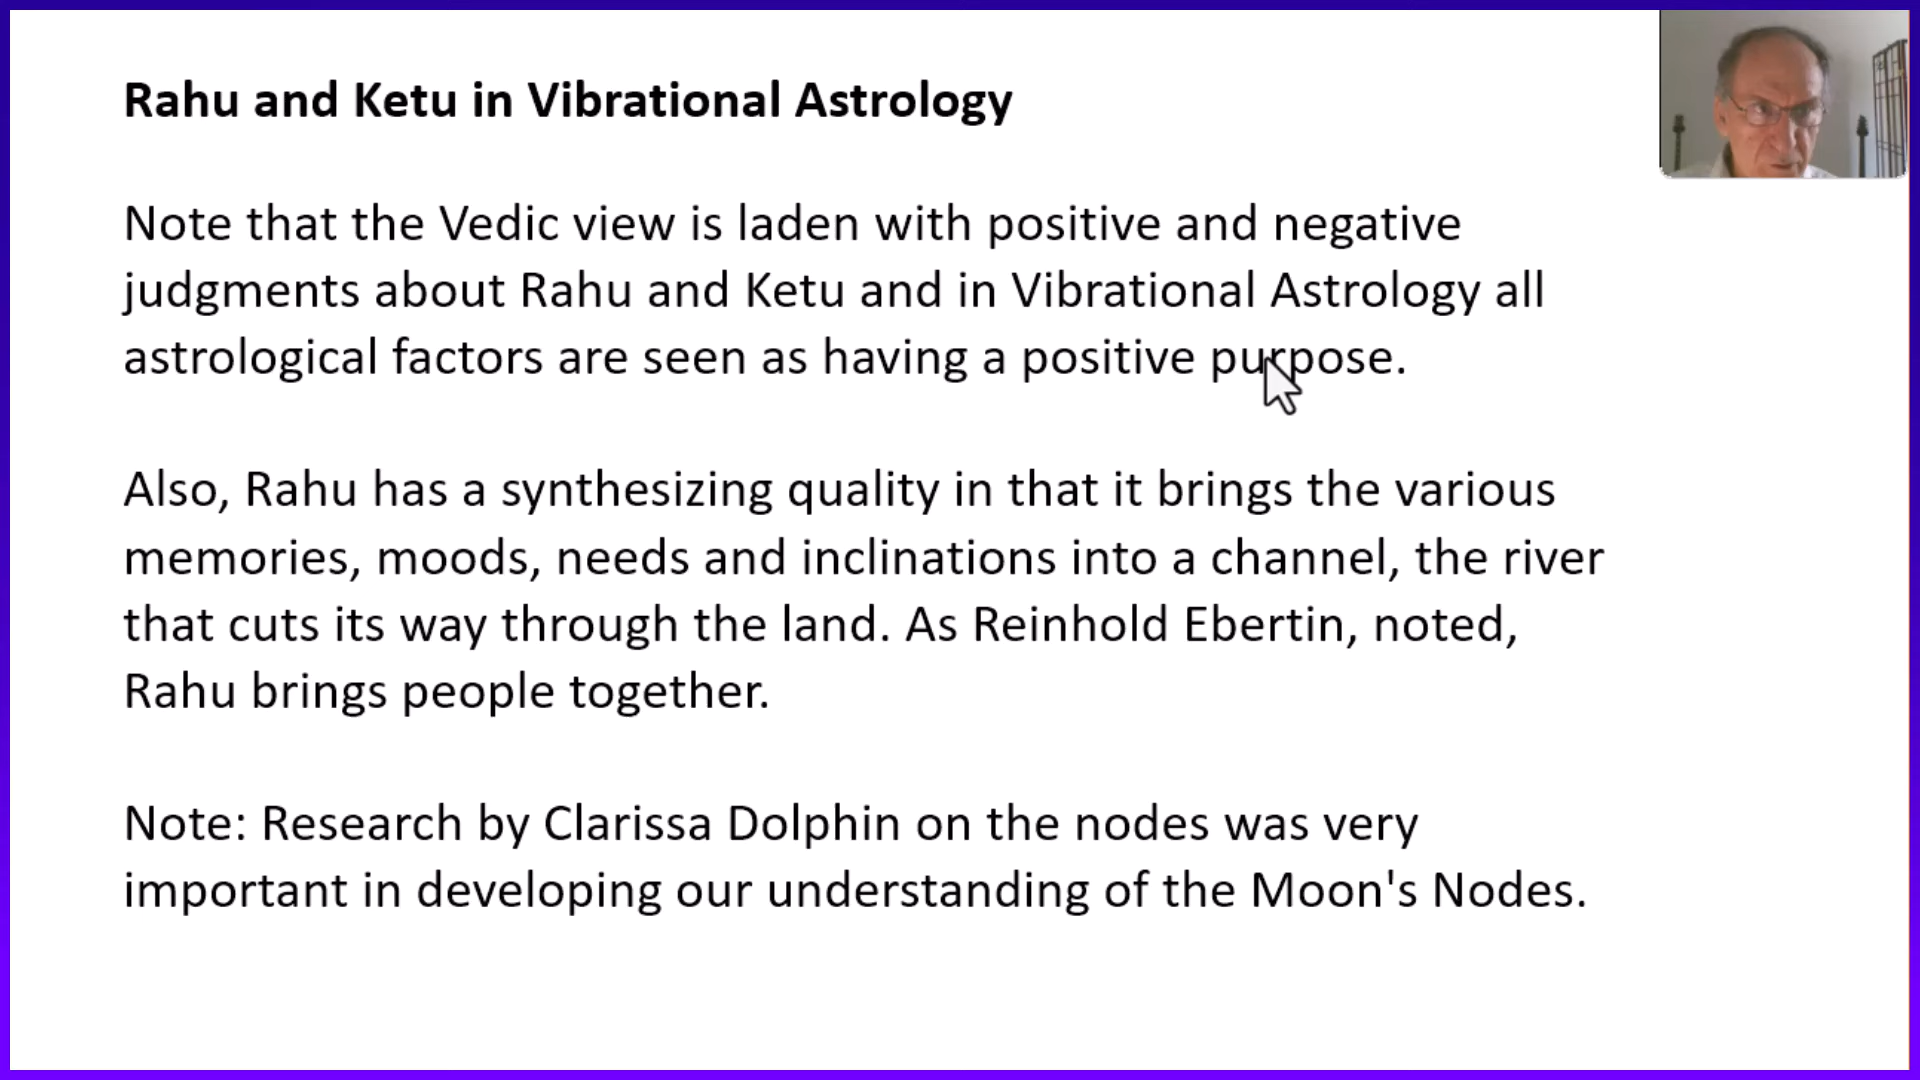 Rahu and Ketu in Vibrational Astrology
Note that the Vedic view is laden with positive and negative
judgments about Rahu and Ketu and in Vibrational Astrology all
astrological factors are seen as having a positive purpose.
Also, Rahu has a synthesizing quality in that it brings the various
memories, moods, needs and inclinations into a channel, the river
that cuts its way through the land. As Reinhold Ebertin, noted,
Rahu brings people together.
Note: Research by Clarissa Dolphin on the nodes was very
important in developing our understanding of the Moon's Nodes.